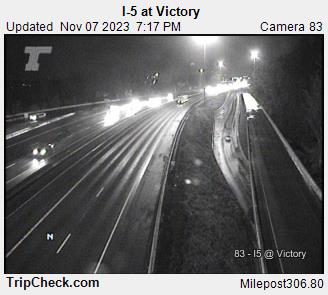 I-5 at Victory
Updated Nov 07 2023 7:17 PM Camera 83
T
N
83 - I5 @ Victory
TripCheck.com Milepost306.80